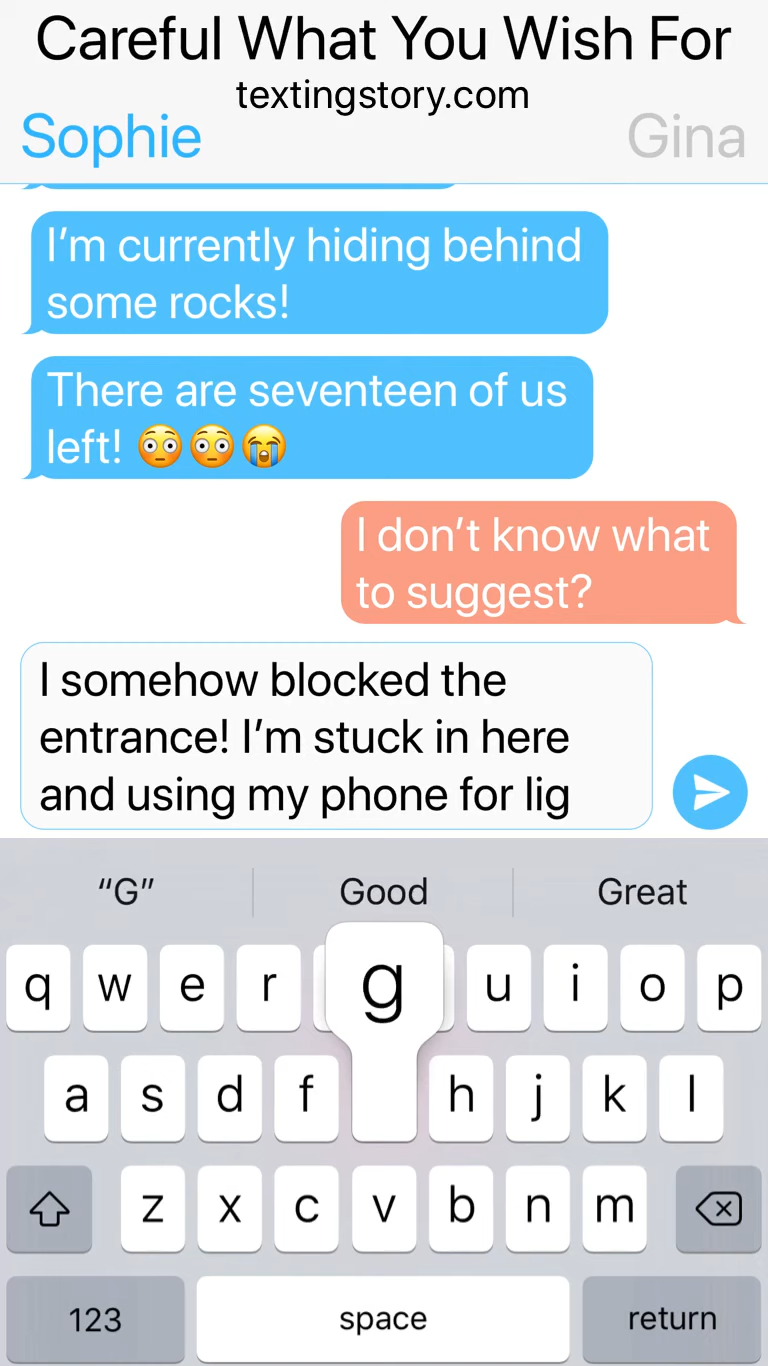 Careful What You Wish For
textingstory.com
Sophie
Gina
I'm currently hiding behind
some rocks!
There are seventeen of us
left! 😳😳😭
I don't know what
to suggest?
I somehow blocked the
entrance! I'm stuck in here
and using my phone for lig
"G"
Good
Great
q w e r g u i o p
a s d f h j k l
z x c v b n m
123
space
return